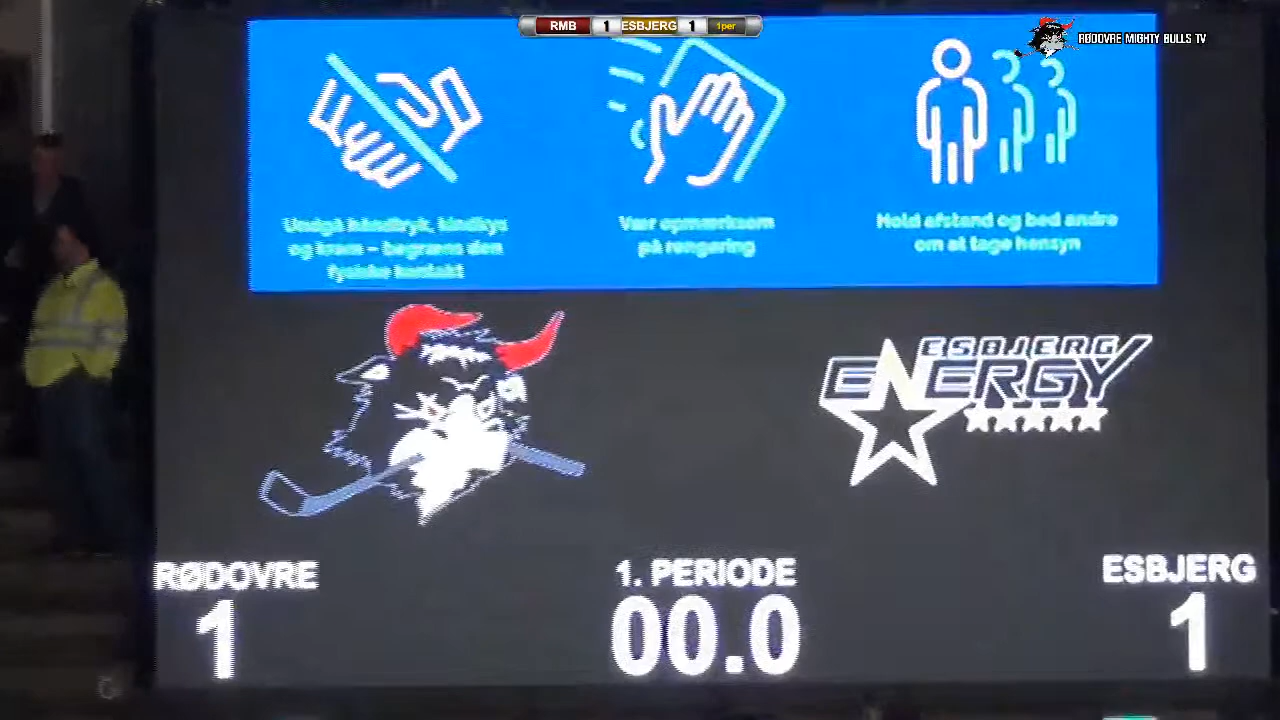 RMB 1 ESBJERG 1 1per
RØDOVRE MIGHTY BULLS TV
Undgå håndtryk, kindkys
og kram – begræns den
fysiske kontakt
Vær opmærksom
på rengøring
Hold afstand og bed andre
om at tage hensyn
ESBJERG
ENERGY
RØDOVRE
1. PERIODE
ESBJERG
1
00.0
1